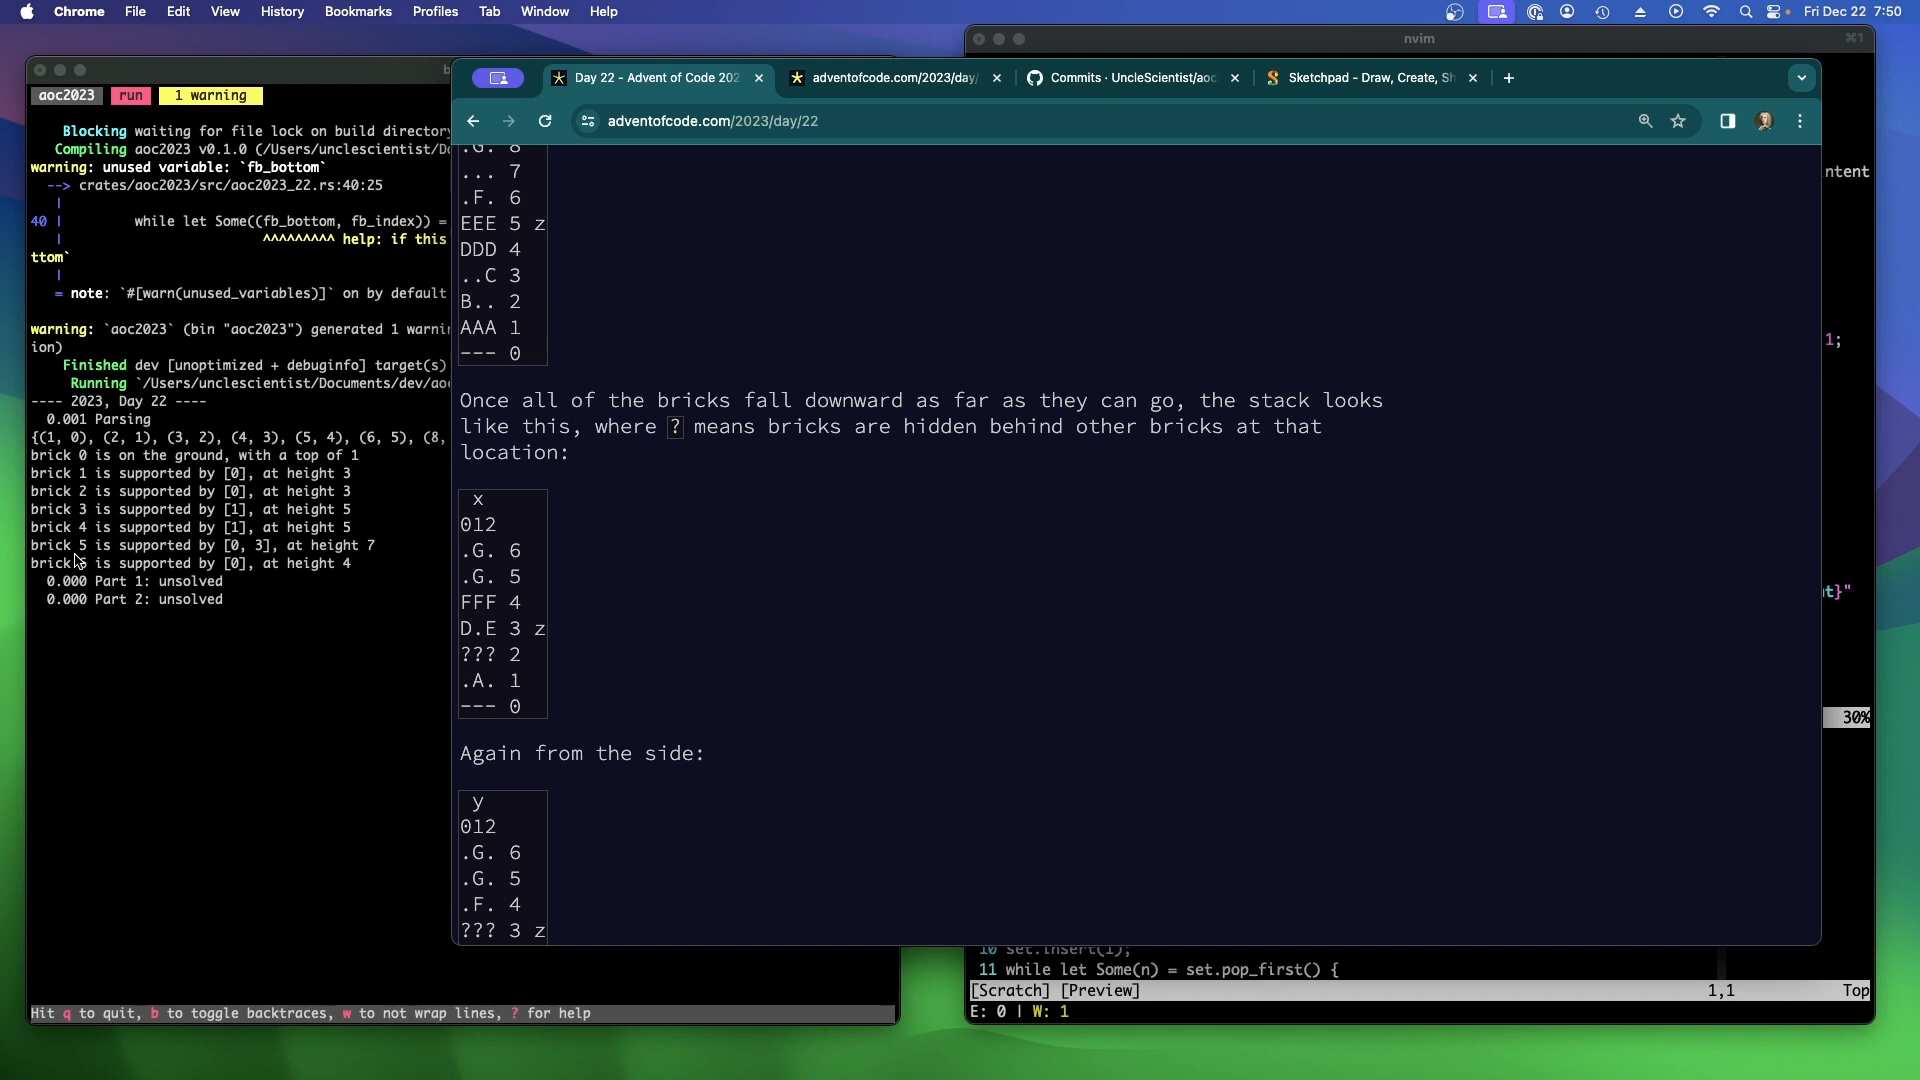 Chrome File Edit View History Bookmarks Profiles Tab Window Help Fri Dec 22 7:50
nvim ⌘1
aoc2023 run 1 warning
Blocking waiting for file lock on build directory
Compiling aoc2023 v0.1.0 (/Users/unclescientist/D
warning: unused variable: `fb_bottom`
--> crates/aoc2023/src/aoc2023_22.rs:40:25
|
40 | while let Some((fb_bottom, fb_index)) =
| ^^^^^^^^^ help: if this
ttom`
|
= note: `#[warn(unused_variables)]` on by default
warning: `aoc2023` (bin "aoc2023") generated 1 warni
ion)
Finished dev [unoptimized + debuginfo] target(s)
Running `/Users/unclescientist/Documents/dev/ao
---- 2023, Day 22 ----
0.001 Parsing
{(1, 0), (2, 1), (3, 2), (4, 3), (5, 4), (6, 5), (8,
brick 0 is on the ground, with a top of 1
brick 1 is supported by [0], at height 3
brick 2 is supported by [0], at height 3
brick 3 is supported by [1], at height 5
brick 4 is supported by [1], at height 5
brick 5 is supported by [0, 3], at height 7
brick 6 is supported by [0], at height 4
0.000 Part 1: unsolved
0.000 Part 2: unsolved
Hit q to quit, b to toggle backtraces, w to not wrap lines, ? for help
Day 22 - Advent of Code 202 adventofcode.com/2023/day/ Commits · UncleScientist/aoc Sketchpad - Draw, Create, Sh
adventofcode.com/2023/day/22
.G. 8
... 7
.F. 6
EEE 5 z
DDD 4
..C 3
B.. 2
AAA 1
--- 0
Once all of the bricks fall downward as far as they can go, the stack looks
like this, where ? means bricks are hidden behind other bricks at that
location:
x
012
.G. 6
.G. 5
FFF 4
D.E 3 z
??? 2
.A. 1
--- 0
Again from the side:
y
012
.G. 6
.G. 5
.F. 4
??? 3 z
ntent
1;
t}"
30%
10 set.insert(1);
11 while let Some(n) = set.pop_first() {
[Scratch] [Preview] 1,1 Top
E: 0 | W: 1